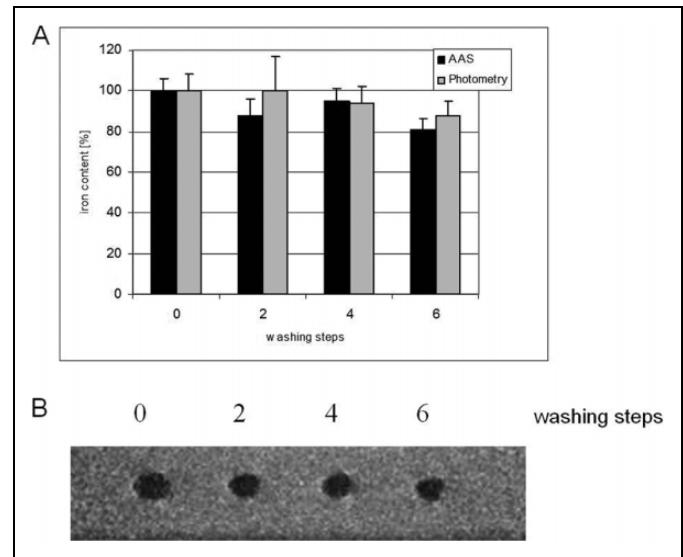 A
120
100
80
60
40
20
0
iron content [%]
AAS
Photometry
0 2 4 6
washing steps
B
0 2 4 6 washing steps